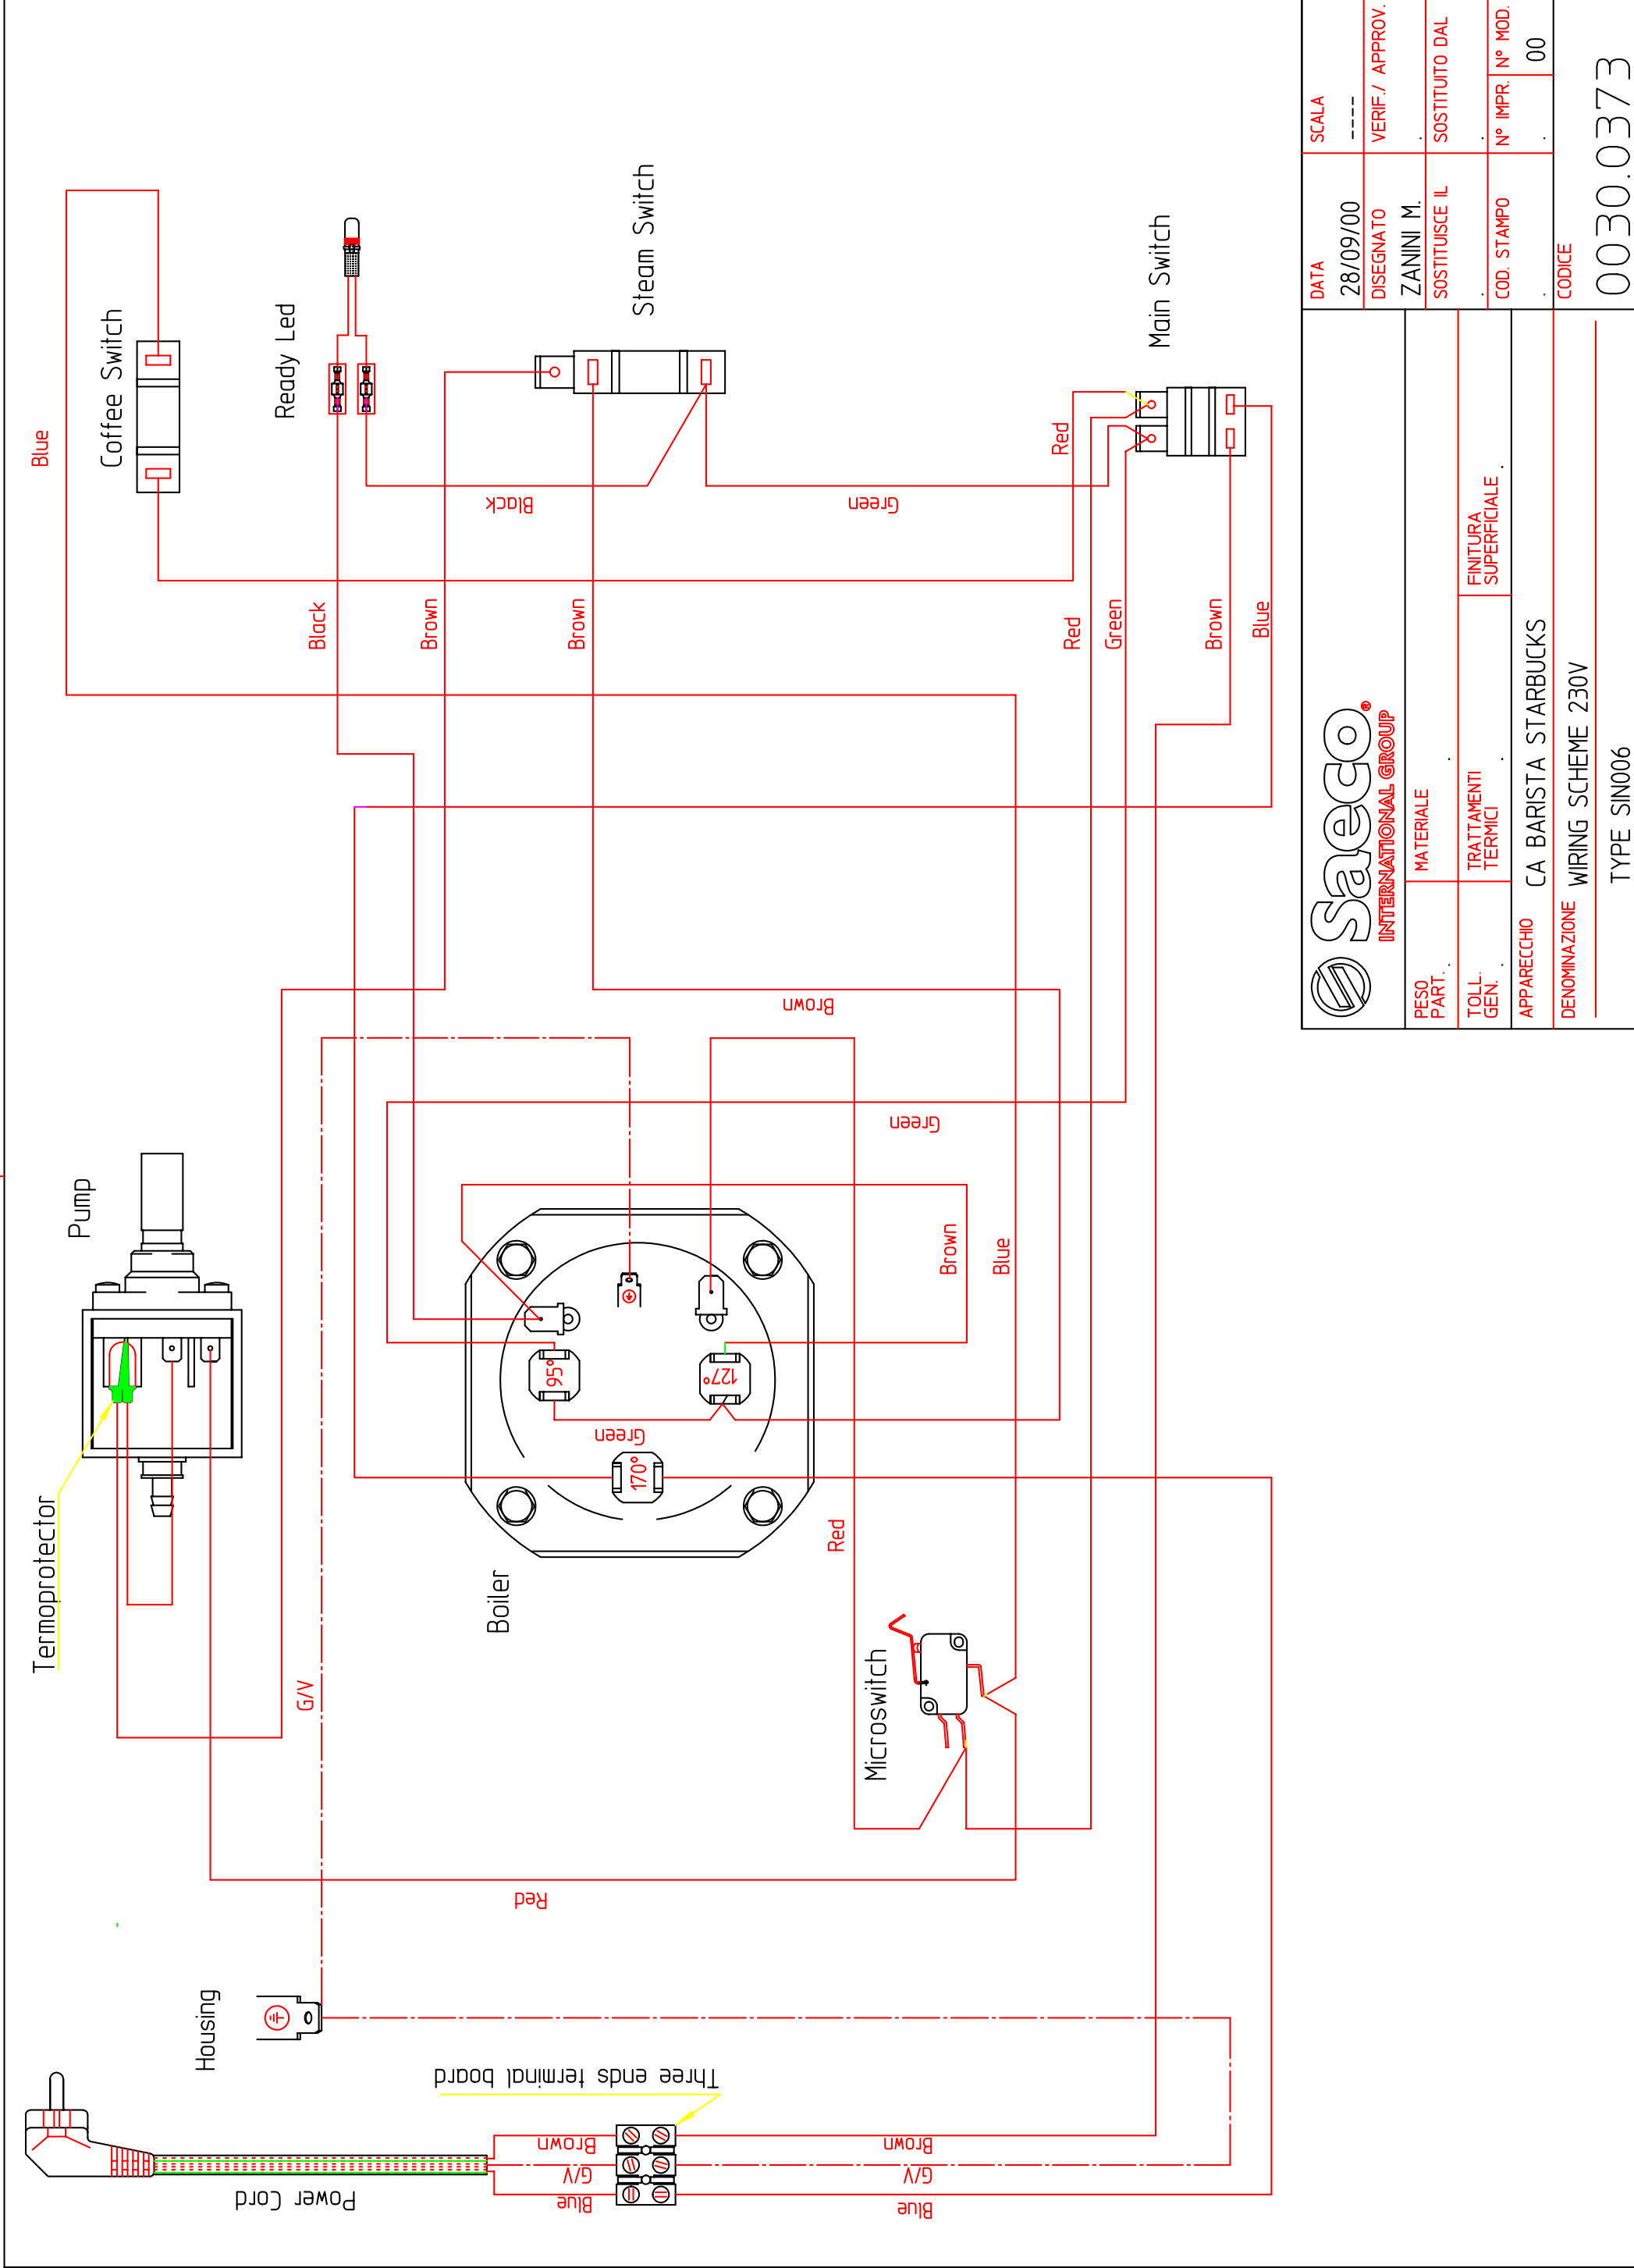 Blue
Coffee Switch
Ready Led
Steam Switch
Main Switch
Black
Green
Red
Black
Brown
Brown
Red
Green
Brown
Blue
Brown
Green
Pump
Termoprotector
Boiler
95°
127°
170°
Green
Brown
Blue
Red
G/V
Microswitch
Red
Housing
Three ends terminal board
Power Cord
Brown
G/V
Blue
Brown
G/V
Blue
Saeco®
INTERNATIONAL GROUP
DATA
28/09/00
SCALA
----
DISEGNATO
ZANINI M.
VERIF./ APPROV.
.
SOSTITUISCE IL
.
SOSTITUITO DAL
.
COD. STAMPO
.
N° IMPR.
.
N° MOD.
00
PESO
PART. .
MATERIALE
.
TOLL.
GEN. .
TRATTAMENTI
TERMICI .
FINITURA
SUPERFICIALE .
APPARECCHIO CA BARISTA STARBUCKS
DENOMINAZIONE WIRING SCHEME 230V
TYPE SIN006
CODICE
0030.0373